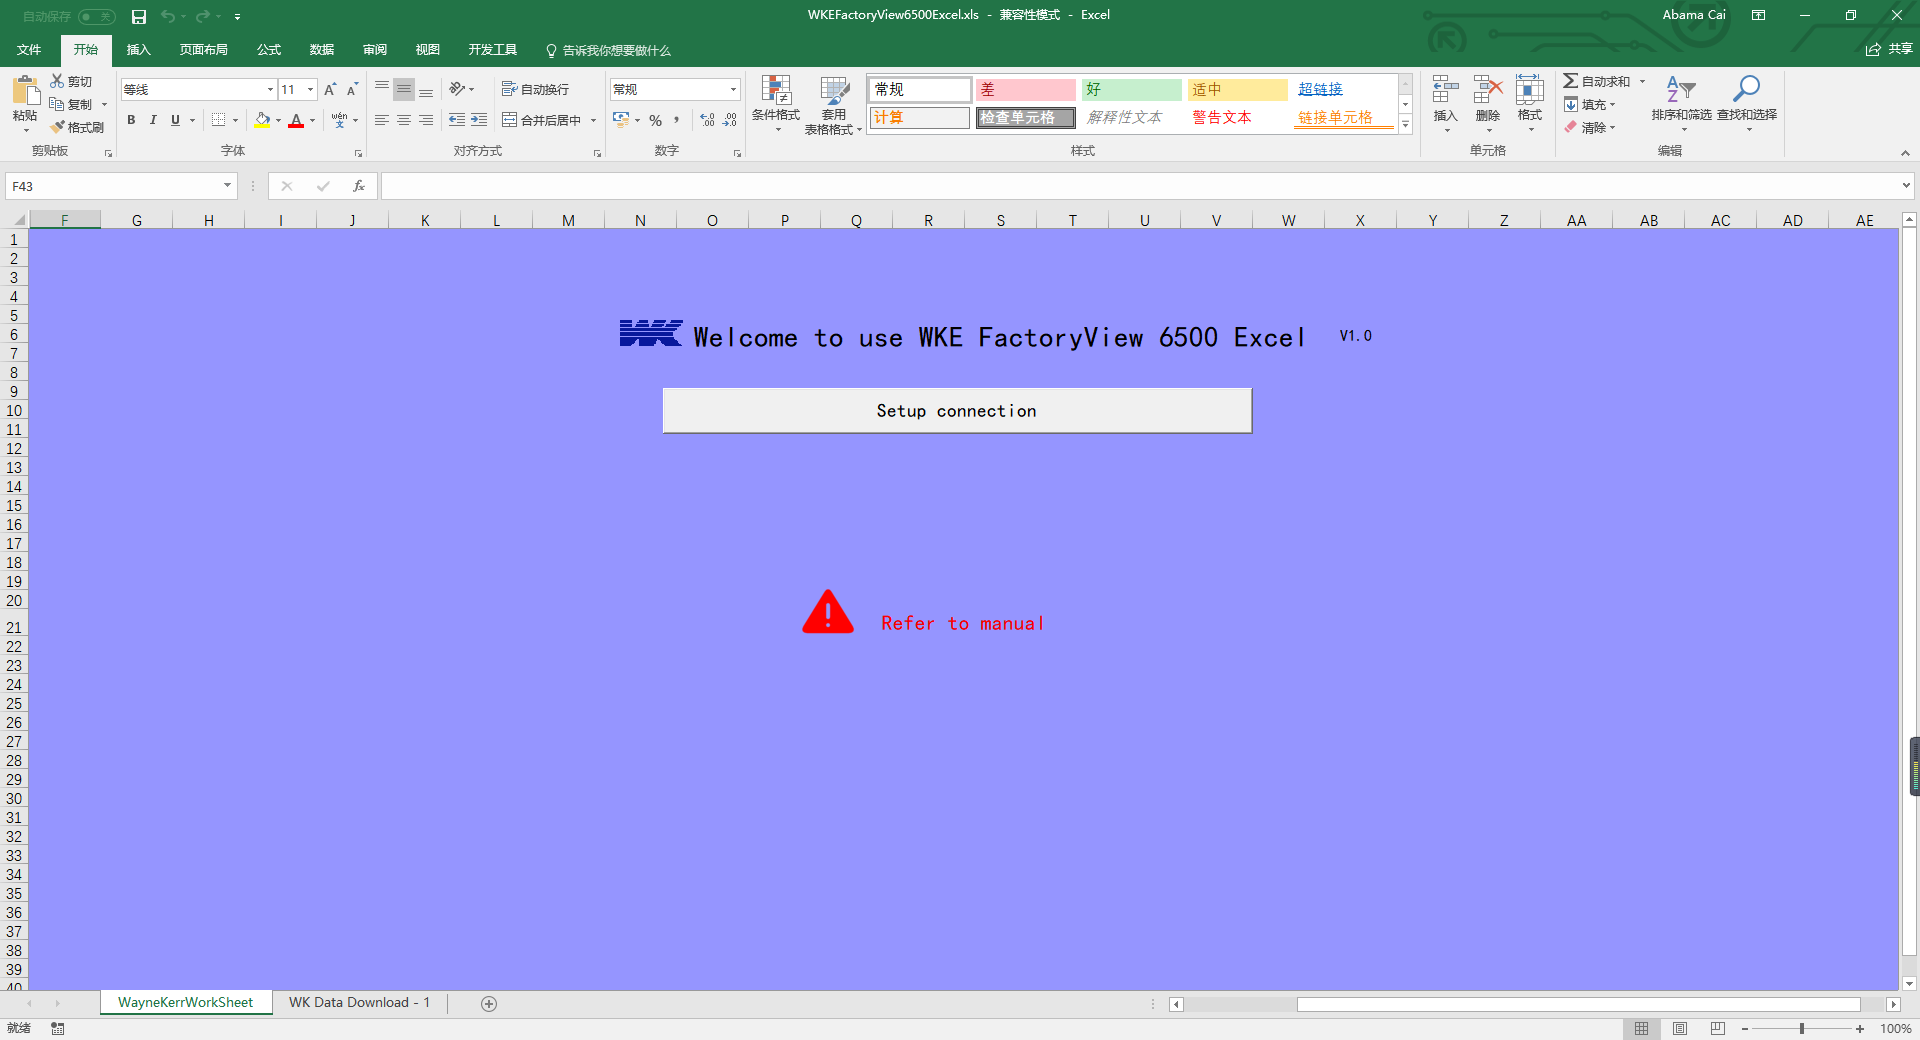 自动保存 关 WKEFactoryView6500Excel.xls - 兼容性模式 - Excel Abama Cai
文件 开始 插入 页面布局 公式 数据 审阅 视图 开发工具 告诉我你想要做什么 共享
粘贴 剪切 复制 格式刷 剪贴板
等线 11 A A B I U A wén 文 字体
自动换行 合并后居中 对齐方式
常规 % , .0 .00 .00 .0 数字
条件格式 套用 表格格式
常规 差 好 适中 超链接
计算 检查单元格 解释性文本 警告文本 链接单元格
样式
插入 删除 格式 单元格
自动求和 填充 清除 排序和筛选 查找和选择 编辑
F43 fx
F G H I J K L M N O P Q R S T U V W X Y Z AA AB AC AD AE
1
2
3
4
5
6
7
8
9
10
11
12
13
14
15
16
17
18
19
20
21
22
23
24
25
26
27
28
29
30
31
32
33
34
35
36
37
38
39
40
WK Welcome to use WKE FactoryView 6500 Excel V1.0
Setup connection
! Refer to manual
WayneKerrWorkSheet WK Data Download - 1
就绪 100%